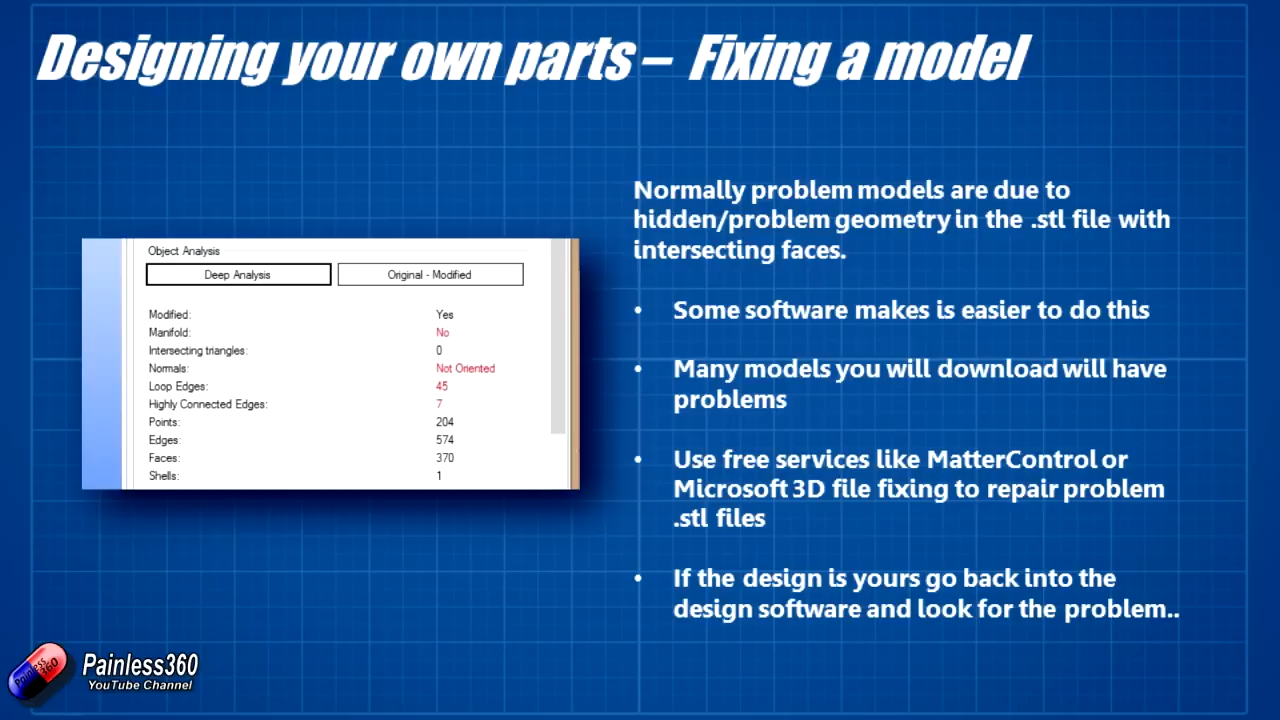 Designing your own parts – Fixing a model
Object Analysis
Deep Analysis
Original - Modified
Modified: Yes
Manifold: No
Intersecting triangles: 0
Normals: Not Oriented
Loop Edges: 45
Highly Connected Edges: 7
Points: 204
Edges: 574
Faces: 370
Shells: 1
Normally problem models are due to
hidden/problem geometry in the .stl file with
intersecting faces.
• Some software makes is easier to do this
• Many models you will download will have
problems
• Use free services like MatterControl or
Microsoft 3D file fixing to repair problem
.stl files
• If the design is yours go back into the
design software and look for the problem..
Painless360
Painless360
YouTube Channel